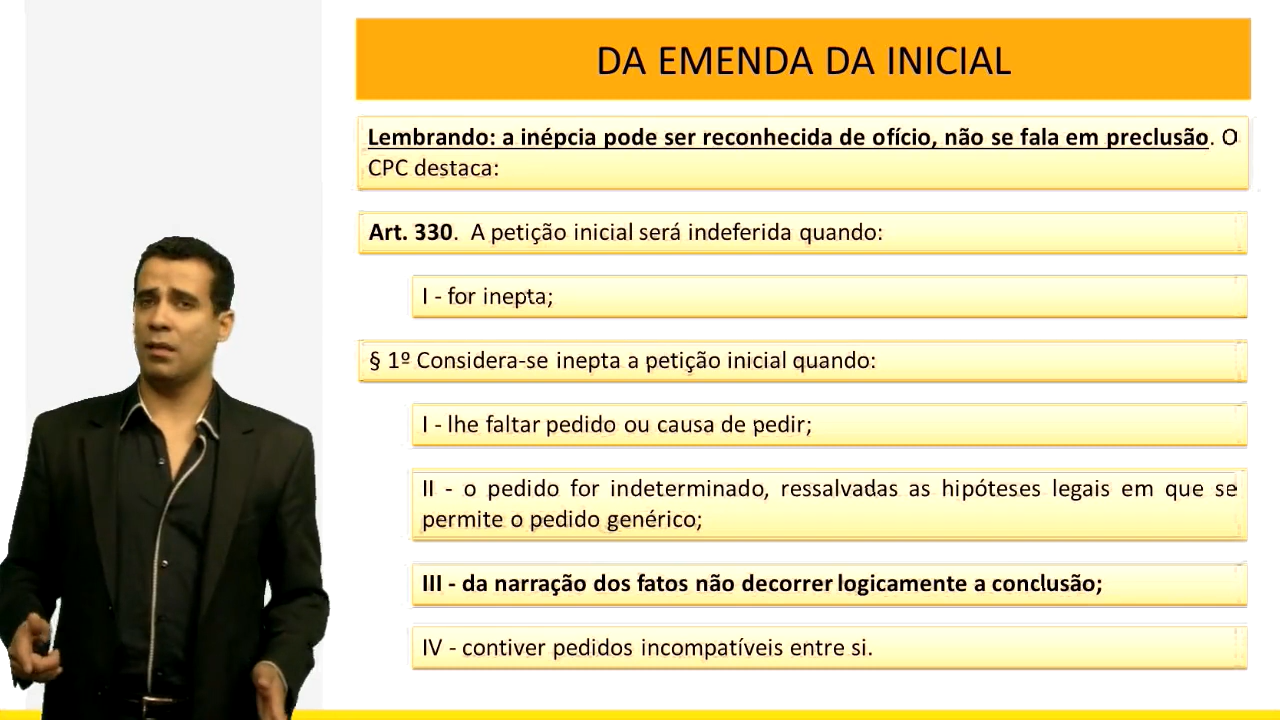 DA EMENDA DA INICIAL
Lembrando: a inépcia pode ser reconhecida de ofício, não se fala em preclusão. O
CPC destaca:
Art. 330.  A petição inicial será indeferida quando:
I - for inepta;
§ 1º Considera-se inepta a petição inicial quando:
I - lhe faltar pedido ou causa de pedir;
II - o pedido for indeterminado, ressalvadas as hipóteses legais em que se
permite o pedido genérico;
III - da narração dos fatos não decorrer logicamente a conclusão;
IV - contiver pedidos incompatíveis entre si.